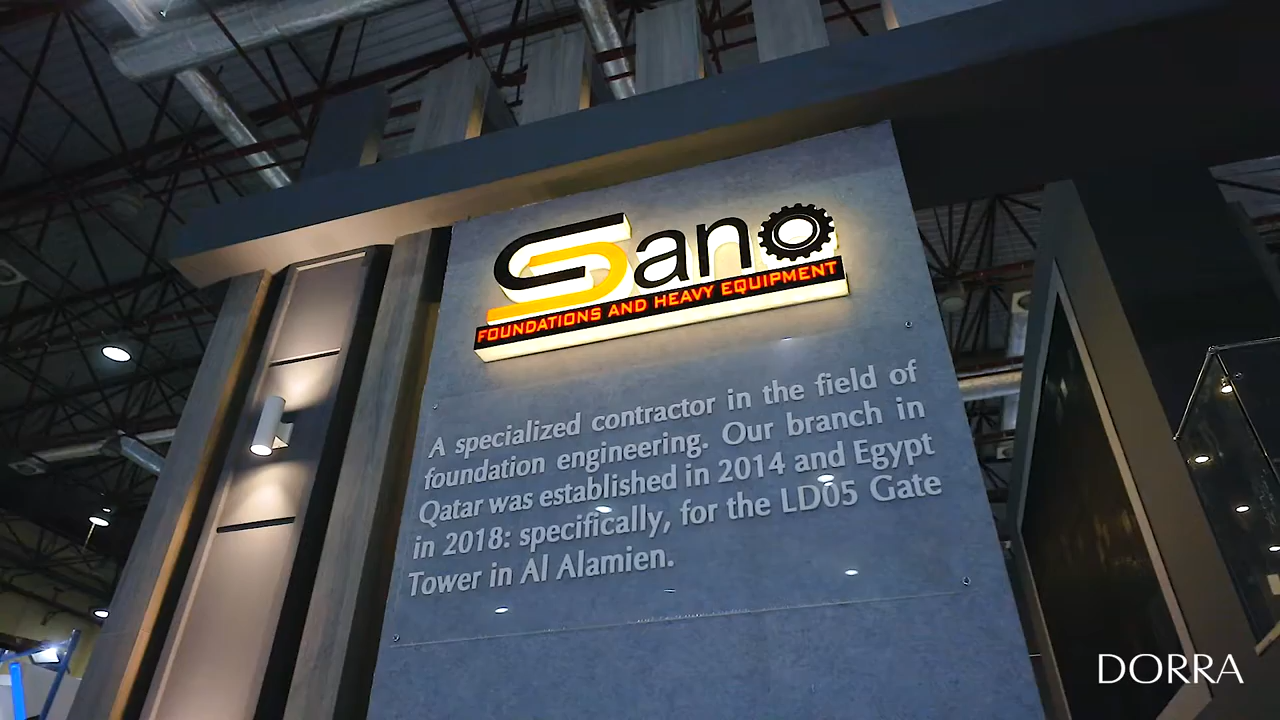 Sano
FOUNDATIONS AND HEAVY EQUIPMENT
A specialized contractor in the field of
foundation engineering. Our branch in
Qatar was established in 2014 and Egypt
in 2018: specifically, for the LD05 Gate
Tower in Al Alamien.
DORRA